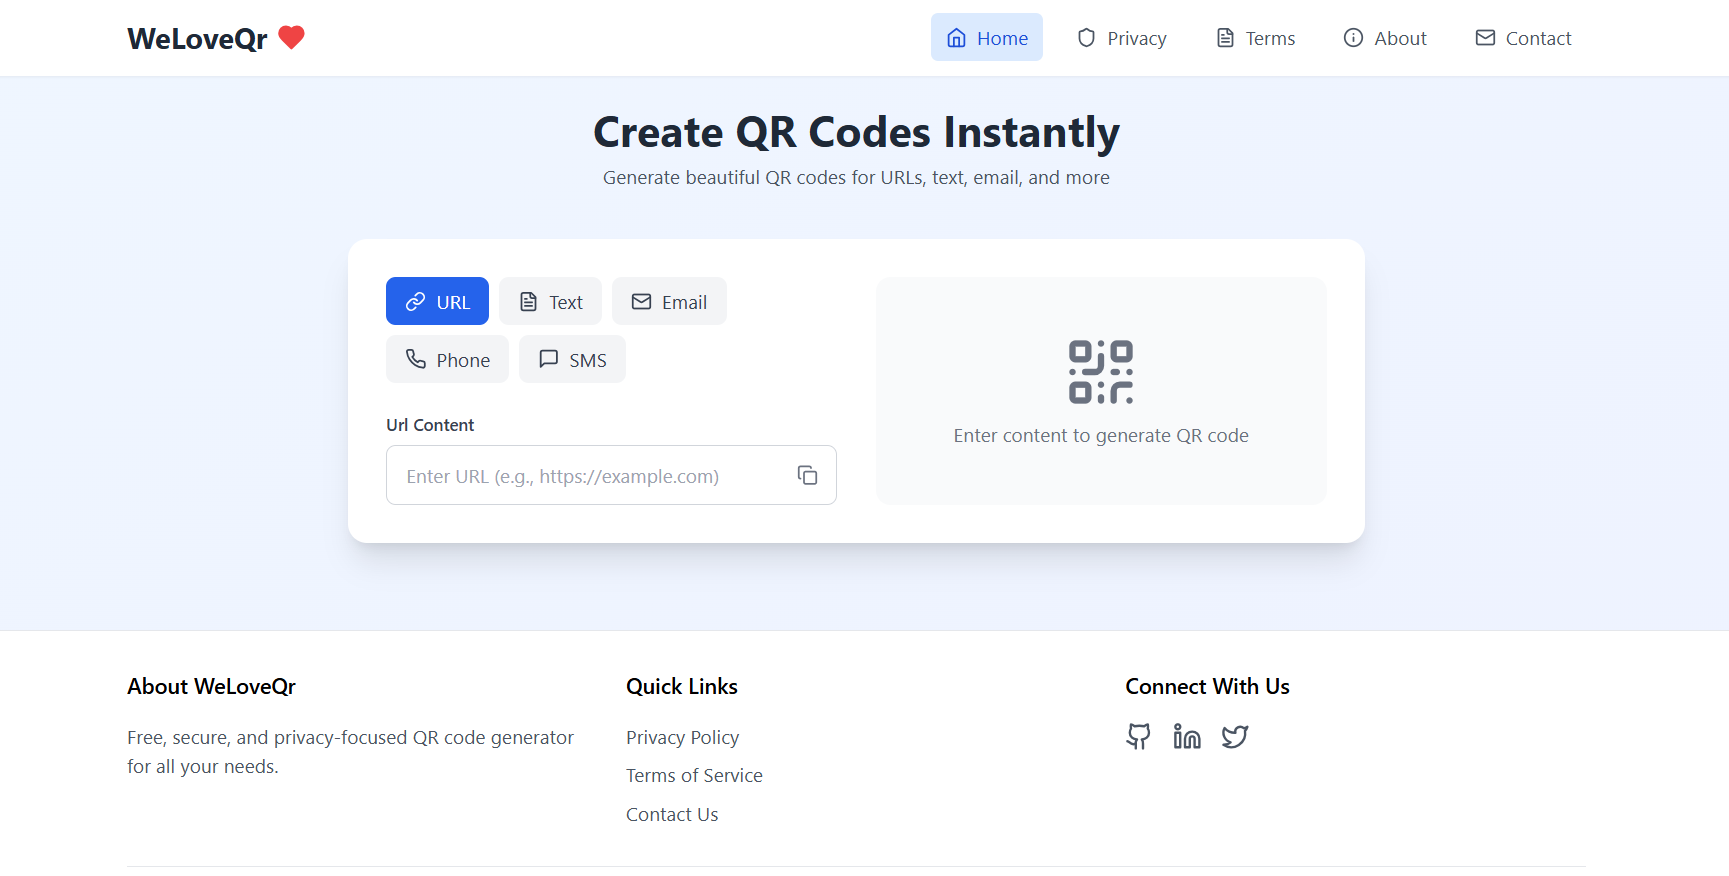 WeLoveQr
Home
Privacy
Terms
About
Contact
Create QR Codes Instantly
Generate beautiful QR codes for URLs, text, email, and more
URL
Text
Email
Phone
SMS
Url Content
Enter URL (e.g., https://example.com)
Enter content to generate QR code
About WeLoveQr
Free, secure, and privacy-focused QR code generator
for all your needs.
Quick Links
Privacy Policy
Terms of Service
Contact Us
Connect With Us